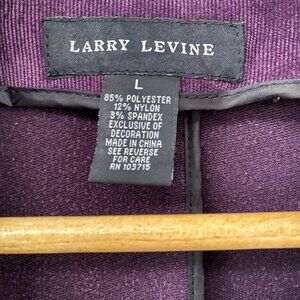 LARRY LEVINE
L
85% POLYESTER
12% NYLON
3% SPANDEX
EXCLUSIVE OF
DECORATION
MADE IN CHINA
SEE REVERSE
FOR CARE
RN 103715